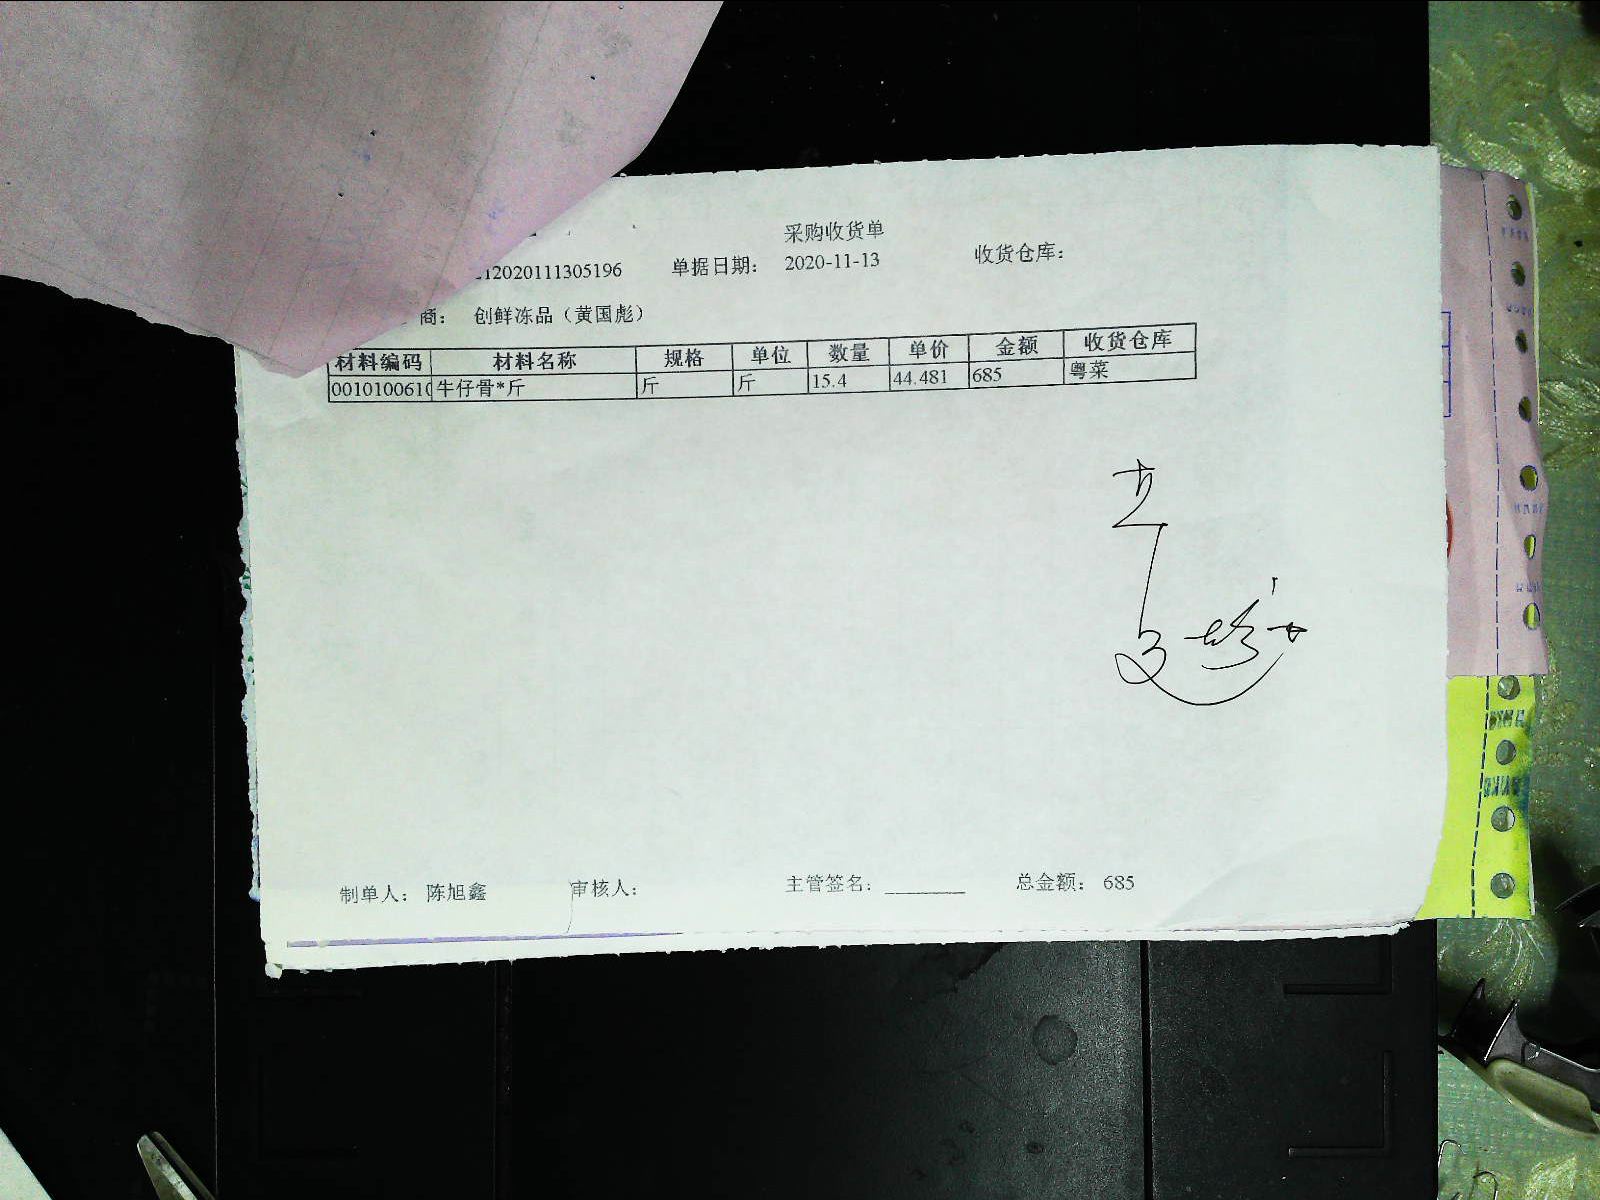 采购收货单
12020111305196 单据日期： 2020-11-13 收货仓库：
商： 创鲜冻品（黄国彪）
材料编码 材料名称 规格 单位 数量 单价 金额 收货仓库
001010061 牛仔骨*斤 斤 斤 15.4 44.481 685 粤菜
制单人： 陈旭鑫 审核人： 主管签名： 总金额： 685